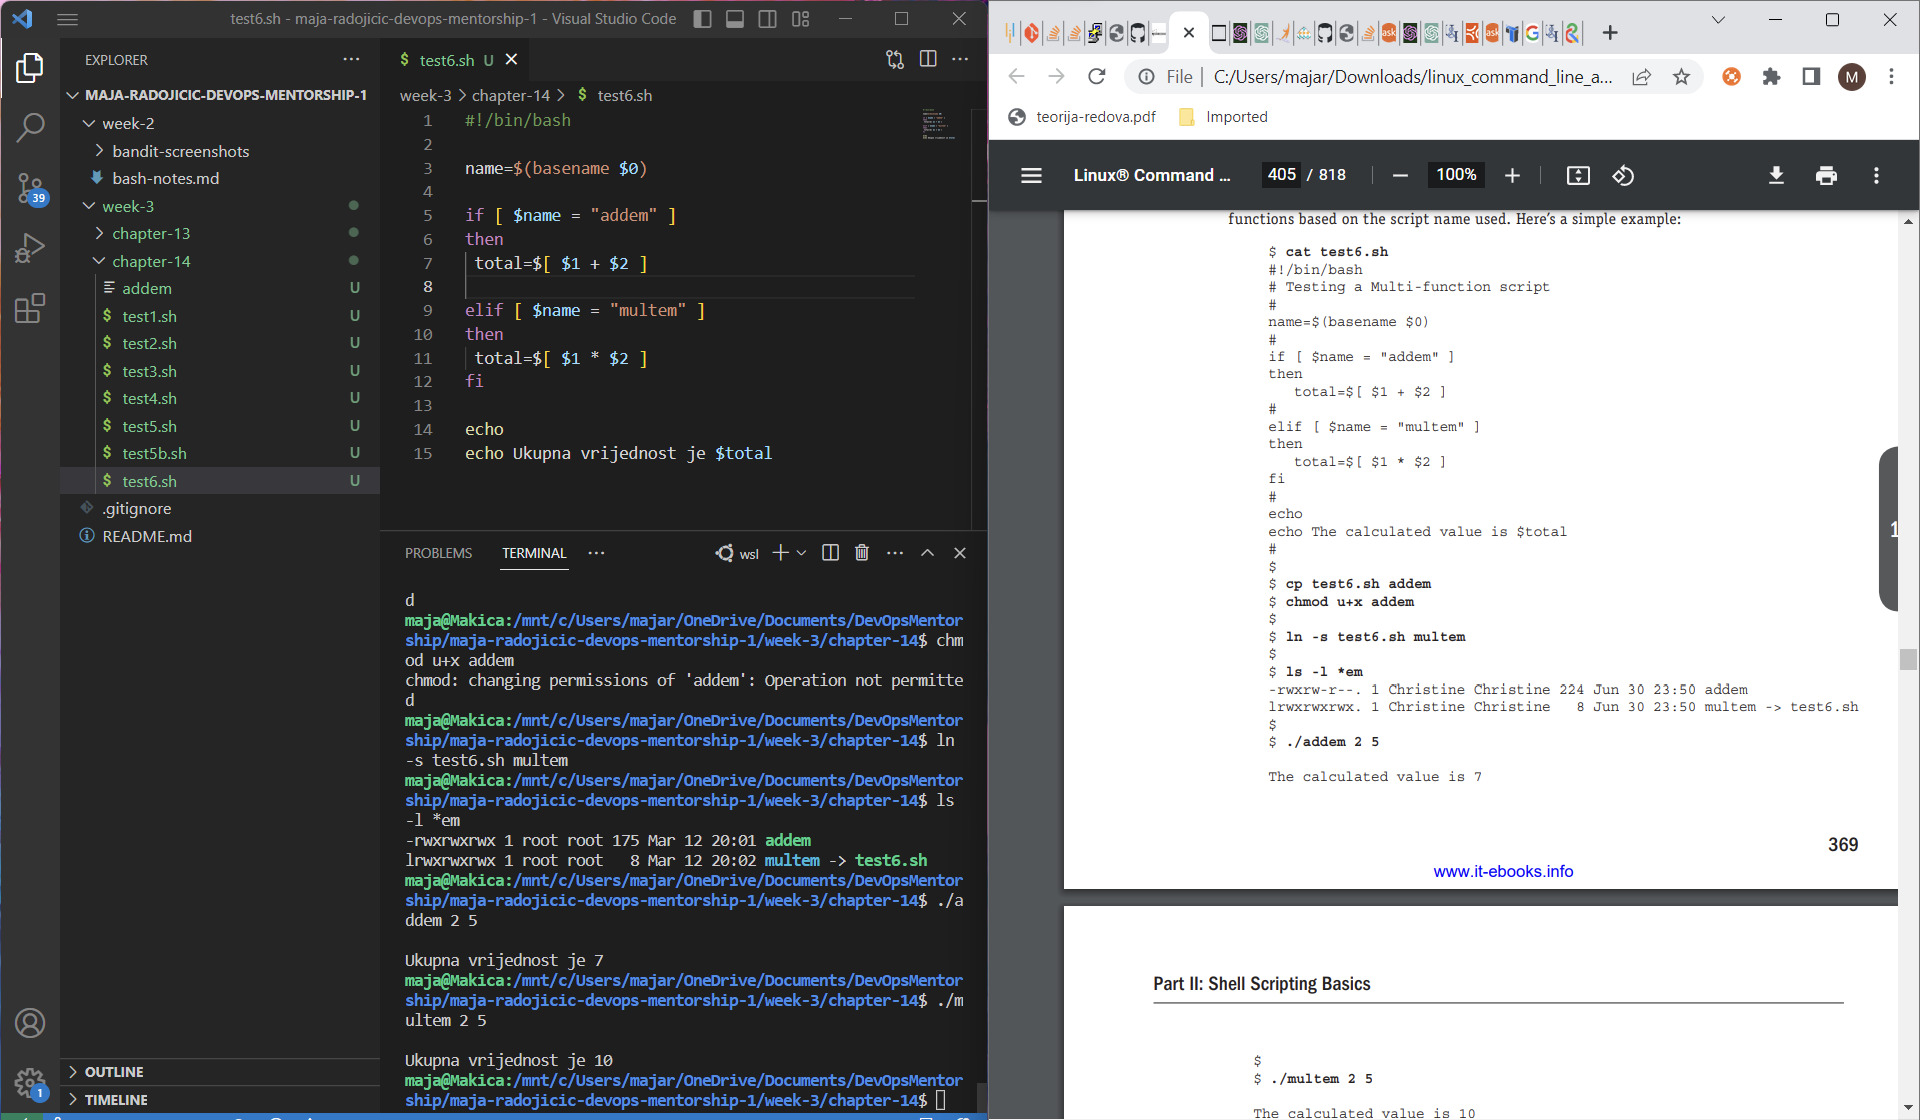 test6.sh - maja-radojicic-devops-mentorship-1 - Visual Studio Code
EXPLORER
MAJA-RADOJICIC-DEVOPS-MENTORSHIP-1
week-2
bandit-screenshots
bash-notes.md
week-3
chapter-13
chapter-14
addem U
test1.sh U
test2.sh U
test3.sh U
test4.sh U
test5.sh U
test5b.sh U
test6.sh U
.gitignore
README.md
OUTLINE
TIMELINE
39
1
$ test6.sh U
week-3 > chapter-14 > $ test6.sh
1 #!/bin/bash
2
3 name=$(basename $0)
4
5 if [ $name = "addem" ]
6 then
7 total=$[ $1 + $2 ]
8
9 elif [ $name = "multem" ]
10 then
11 total=$[ $1 * $2 ]
12 fi
13
14 echo
15 echo Ukupna vrijednost je $total
PROBLEMS TERMINAL wsl
d
maja@Makica:/mnt/c/Users/majar/OneDrive/Documents/DevOpsMentor
ship/maja-radojicic-devops-mentorship-1/week-3/chapter-14$ chm
od u+x addem
chmod: changing permissions of 'addem': Operation not permitte
d
maja@Makica:/mnt/c/Users/majar/OneDrive/Documents/DevOpsMentor
ship/maja-radojicic-devops-mentorship-1/week-3/chapter-14$ ln
-s test6.sh multem
maja@Makica:/mnt/c/Users/majar/OneDrive/Documents/DevOpsMentor
ship/maja-radojicic-devops-mentorship-1/week-3/chapter-14$ ls
-l *em
-rwxrwxrwx 1 root root 175 Mar 12 20:01 addem
lrwxrwxrwx 1 root root   8 Mar 12 20:02 multem -> test6.sh
maja@Makica:/mnt/c/Users/majar/OneDrive/Documents/DevOpsMentor
ship/maja-radojicic-devops-mentorship-1/week-3/chapter-14$ ./a
ddem 2 5
Ukupna vrijednost je 7
maja@Makica:/mnt/c/Users/majar/OneDrive/Documents/DevOpsMentor
ship/maja-radojicic-devops-mentorship-1/week-3/chapter-14$ ./m
ultem 2 5
Ukupna vrijednost je 10
maja@Makica:/mnt/c/Users/majar/OneDrive/Documents/DevOpsMentor
ship/maja-radojicic-devops-mentorship-1/week-3/chapter-14$
File | C:/Users/majar/Downloads/linux_command_line_a...
M
teorija-redova.pdf Imported
Linux® Command ... 405 / 818 100%
functions based on the script name used. Here's a simple example:
$ cat test6.sh
#!/bin/bash
# Testing a Multi-function script
#
name=$(basename $0)
#
if [ $name = "addem" ]
then
total=$[ $1 + $2 ]
#
elif [ $name = "multem" ]
then
total=$[ $1 * $2 ]
fi
#
echo
echo The calculated value is $total
#
$
$ cp test6.sh addem
$ chmod u+x addem
$
$ ln -s test6.sh multem
$
$ ls -l *em
-rwxrw-r--. 1 Christine Christine 224 Jun 30 23:50 addem
lrwxrwxrwx. 1 Christine Christine   8 Jun 30 23:50 multem -> test6.sh
$
$ ./addem 2 5
The calculated value is 7
369
www.it-ebooks.info
Part II: Shell Scripting Basics
$
$ ./multem 2 5
The calculated value is 10